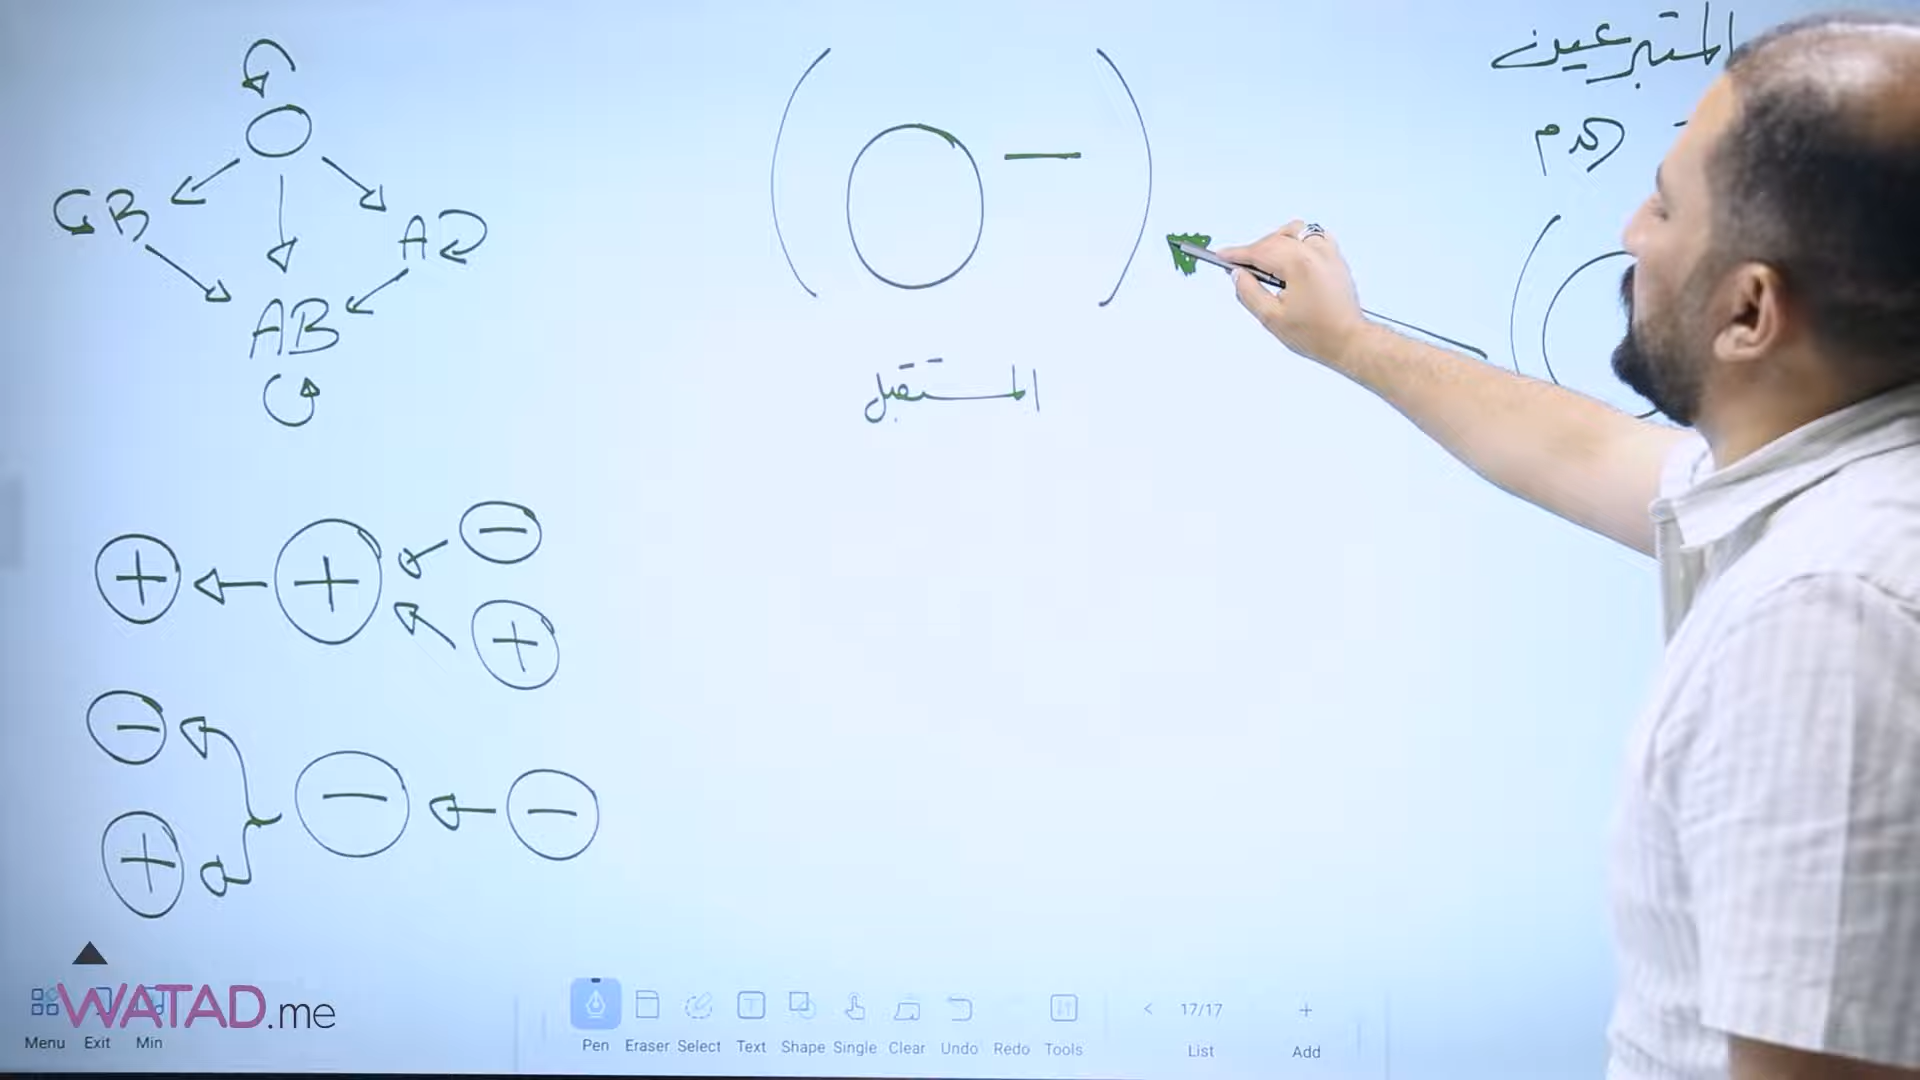 المتبرعين
الدم
O
B
A
AB
(O−)
المستقبل
+ + −
+
− − −
+
WATAD.me
Menu Exit Min
Pen Eraser Select Text Shape Single Clear Undo Redo Tools
< 17/17 +
List Add